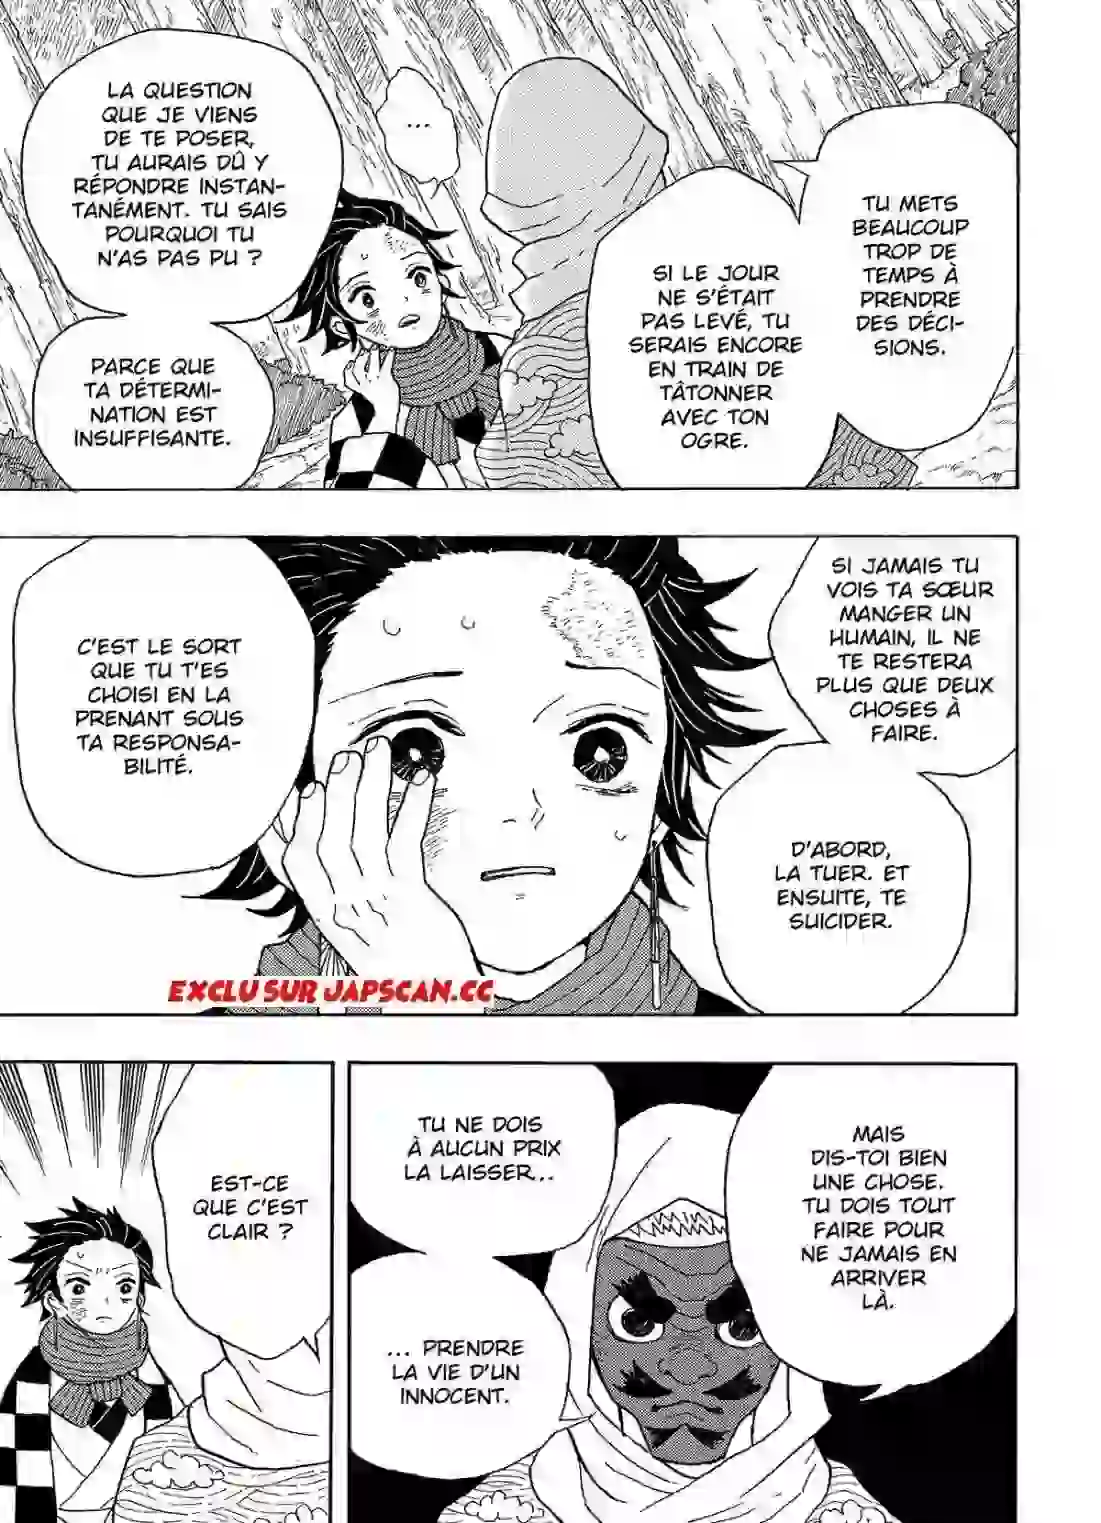 TU METS
BEAUCOUP
TROP DE
TEMPS À
PRENDRE
DES DÉCI-
SIONS.
SI LE JOUR
NE S'ÉTAIT
PAS LEVÉ, TU
SERAIS ENCORE
EN TRAIN DE
TÂTONNER
AVEC TON
OGRE.
...
LA QUESTION
QUE JE VIENS
DE TE POSER,
TU AURAIS DÛ Y
RÉPONDRE INSTAN-
TANÉMENT. TU SAIS
POURQUOI TU
N'AS PAS PU ?
PARCE QUE
TA DÉTERMI-
NATION EST
INSUFFISANTE.
SI JAMAIS TU
VOIS TA SŒUR
MANGER UN
HUMAIN, IL NE
TE RESTERA
PLUS QUE DEUX
CHOSES À
FAIRE.
D'ABORD,
LA TUER. ET
ENSUITE, TE
SUICIDER.
C'EST LE SORT
QUE TU T'ES
CHOISI EN LA
PRENANT SOUS
TA RESPONSA-
BILITÉ.
EXCLU SUR JAPSCAN.CC
MAIS
DIS-TOI BIEN
UNE CHOSE.
TU DOIS TOUT
FAIRE POUR
NE JAMAIS EN
ARRIVER
LÀ.
TU NE DOIS
À AUCUN PRIX
LA LAISSER...
... PRENDRE
LA VIE D'UN
INNOCENT.
EST-CE
QUE C'EST
CLAIR ?